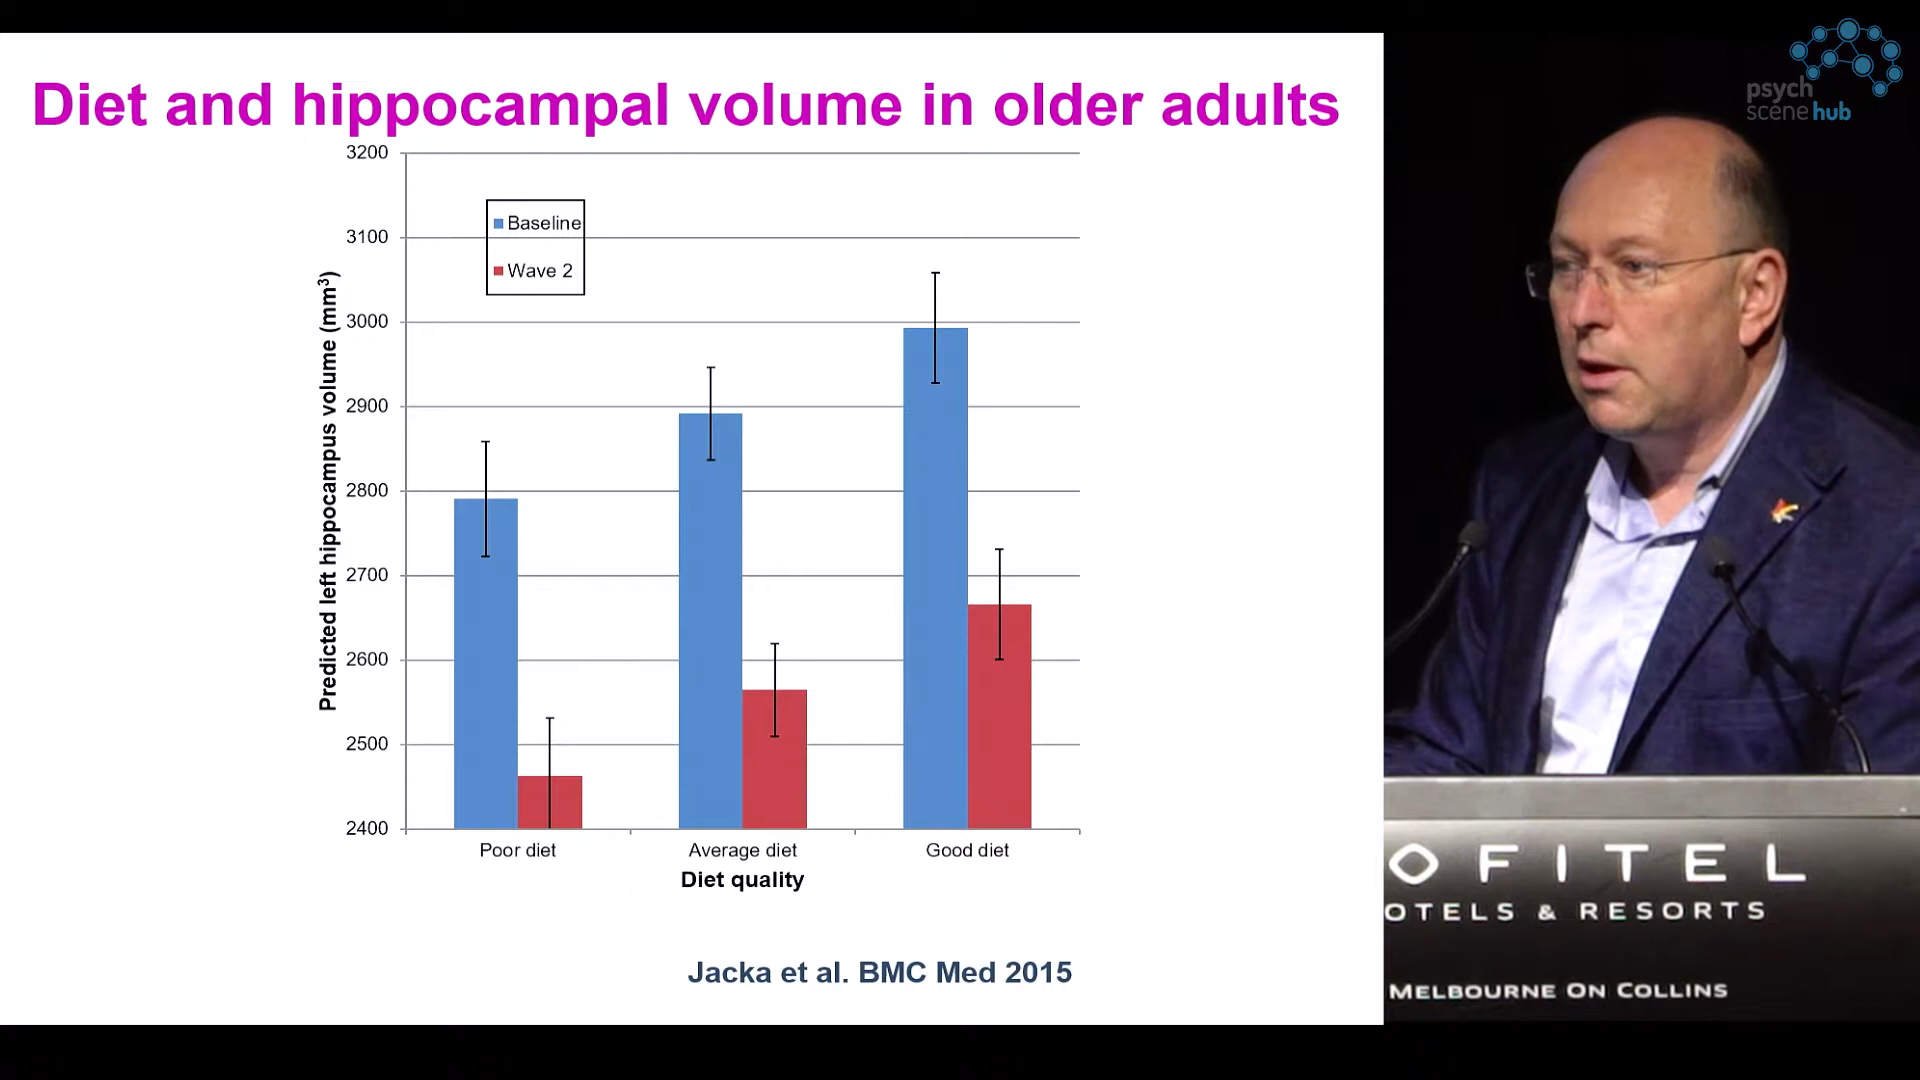 Diet and hippocampal volume in older adults
3200
3100
3000
2900
2800
2700
2600
2500
2400
Predicted left hippocampus volume (mm³)
Baseline
Wave 2
Poor diet
Average diet
Good diet
Diet quality
Jacka et al. BMC Med 2015
psych
scene hub
OFITEL
OTELS & RESORTS
MELBOURNE ON COLLINS